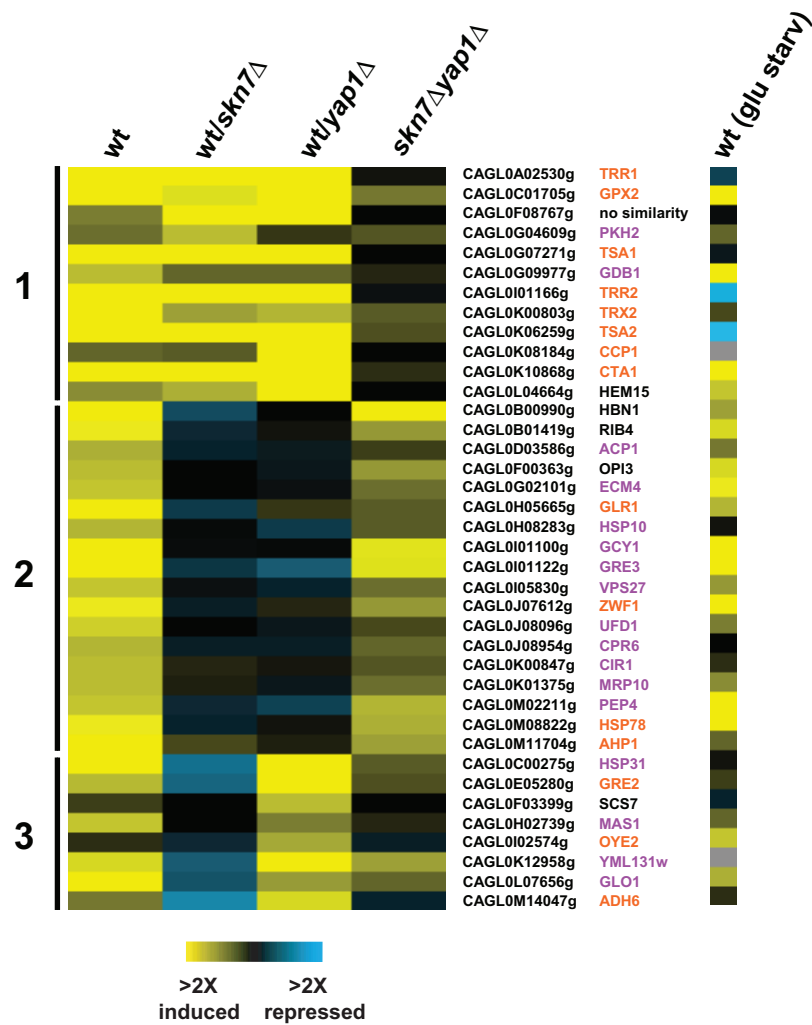 wt
wt/skn7Δ
wt/yap1Δ
skn7Δyap1Δ
wt (glu starv)
1
CAGL0A02530g TRR1
CAGL0C01705g GPX2
CAGL0F08767g no similarity
CAGL0G04609g PKH2
CAGL0G07271g TSA1
CAGL0G09977g GDB1
CAGL0I01166g TRR2
CAGL0K00803g TRX2
CAGL0K06259g TSA2
CAGL0K08184g CCP1
CAGL0K10868g CTA1
CAGL0L04664g HEM15
2
CAGL0B00990g HBN1
CAGL0B01419g RIB4
CAGL0D03586g ACP1
CAGL0F00363g OPI3
CAGL0G02101g ECM4
CAGL0H05665g GLR1
CAGL0H08283g HSP10
CAGL0I01100g GCY1
CAGL0I01122g GRE3
CAGL0I05830g VPS27
CAGL0J07612g ZWF1
CAGL0J08096g UFD1
CAGL0J08954g CPR6
CAGL0K00847g CIR1
CAGL0K01375g MRP10
CAGL0M02211g PEP4
CAGL0M08822g HSP78
CAGL0M11704g AHP1
3
CAGL0C00275g HSP31
CAGL0E05280g GRE2
CAGL0F03399g SCS7
CAGL0H02739g MAS1
CAGL0I02574g OYE2
CAGL0K12958g YML131w
CAGL0L07656g GLO1
CAGL0M14047g ADH6
>2X >2X
induced repressed